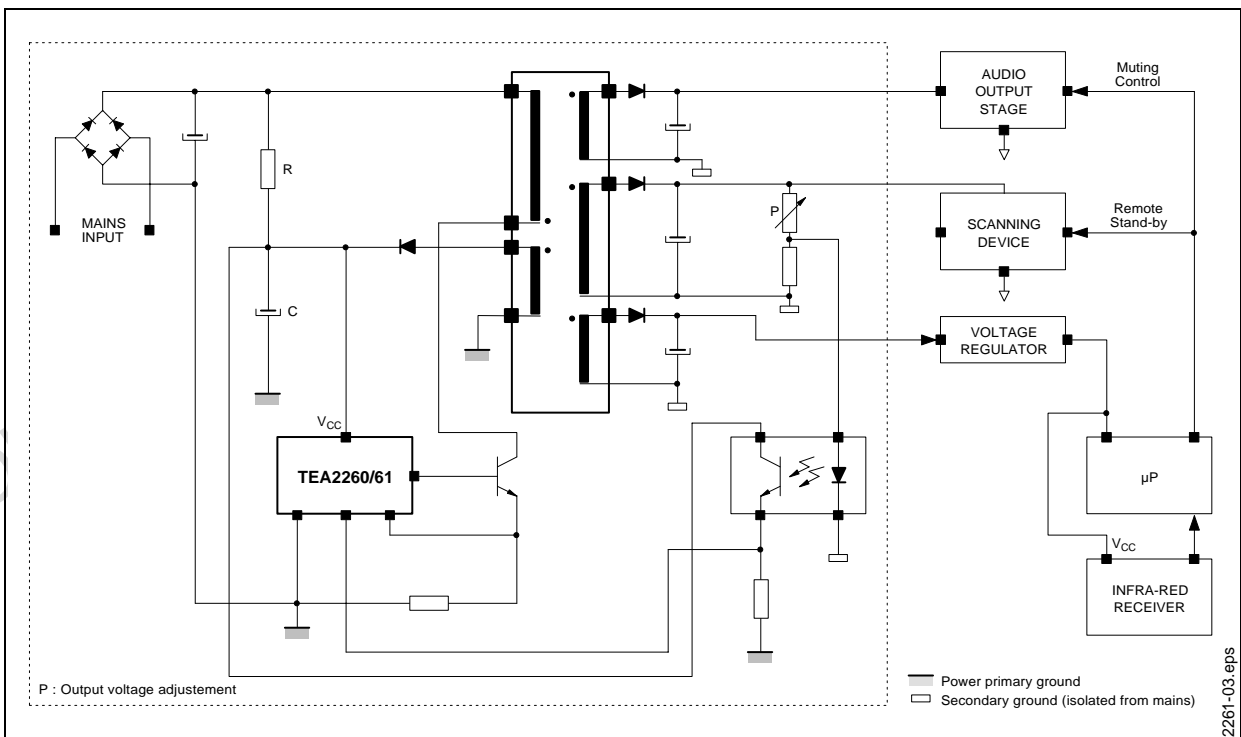 AUDIO
OUTPUT
STAGE
Muting
Control
R
MAINS
INPUT
P
SCANNING
DEVICE
Remote
Stand-by
C
VOLTAGE
REGULATOR
VCC
TEA2260/61
µP
VCC
INFRA-RED
RECEIVER
P : Output voltage adjustement
Power primary ground
Secondary ground (isolated from mains)
2261-03.eps